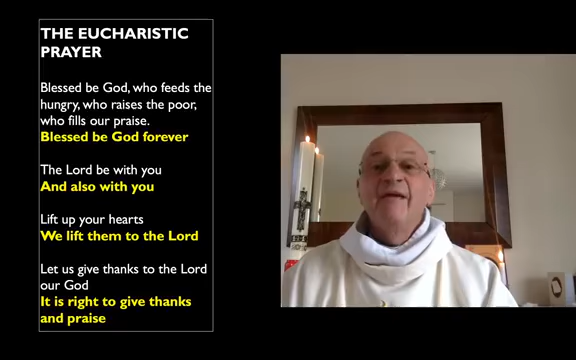 THE EUCHARISTIC
PRAYER
Blessed be God, who feeds the
hungry, who raises the poor,
who fills our praise.
Blessed be God forever
The Lord be with you
And also with you
Lift up your hearts
We lift them to the Lord
Let us give thanks to the Lord
our God
It is right to give thanks
and praise